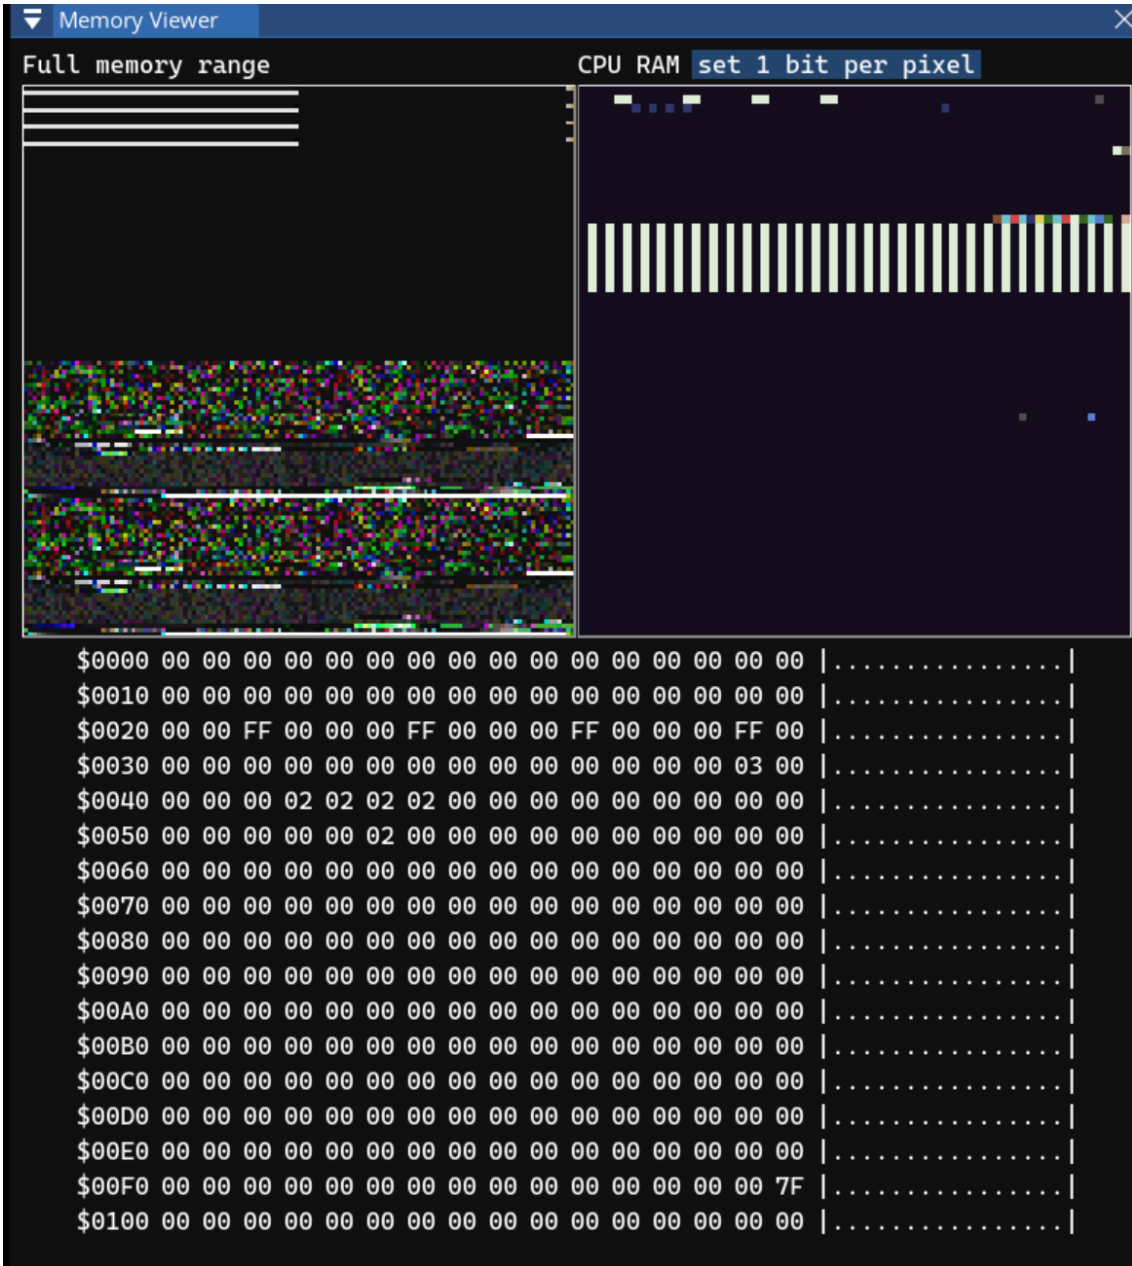 Memory Viewer
Full memory range
CPU RAM set 1 bit per pixel
$0000 00 00 00 00 00 00 00 00 00 00 00 00 00 00 00 00 |................|
$0010 00 00 00 00 00 00 00 00 00 00 00 00 00 00 00 00 |................|
$0020 00 00 FF 00 00 00 FF 00 00 00 FF 00 00 00 FF 00 |................|
$0030 00 00 00 00 00 00 00 00 00 00 00 00 00 00 03 00 |................|
$0040 00 00 00 02 02 02 02 00 00 00 00 00 00 00 00 00 |................|
$0050 00 00 00 00 00 02 00 00 00 00 00 00 00 00 00 00 |................|
$0060 00 00 00 00 00 00 00 00 00 00 00 00 00 00 00 00 |................|
$0070 00 00 00 00 00 00 00 00 00 00 00 00 00 00 00 00 |................|
$0080 00 00 00 00 00 00 00 00 00 00 00 00 00 00 00 00 |................|
$0090 00 00 00 00 00 00 00 00 00 00 00 00 00 00 00 00 |................|
$00A0 00 00 00 00 00 00 00 00 00 00 00 00 00 00 00 00 |................|
$00B0 00 00 00 00 00 00 00 00 00 00 00 00 00 00 00 00 |................|
$00C0 00 00 00 00 00 00 00 00 00 00 00 00 00 00 00 00 |................|
$00D0 00 00 00 00 00 00 00 00 00 00 00 00 00 00 00 00 |................|
$00E0 00 00 00 00 00 00 00 00 00 00 00 00 00 00 00 00 |................|
$00F0 00 00 00 00 00 00 00 00 00 00 00 00 00 00 00 7F |................|
$0100 00 00 00 00 00 00 00 00 00 00 00 00 00 00 00 00 |................|